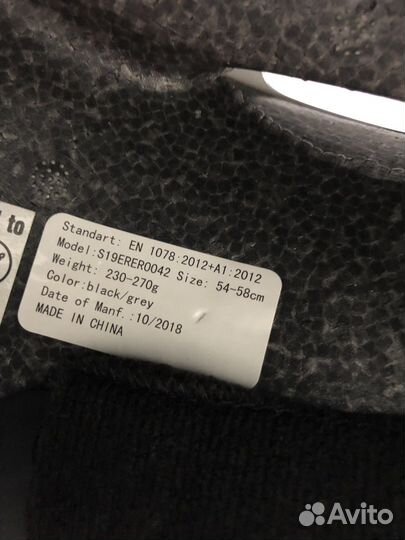 to
Standart: EN 1078:2012+A1:2012
Model:S19ERER0042 Size: 54-58cm
Weight: 230-270g
Color:black/grey
Date of Manf.:10/2018
MADE IN CHINA
Avito